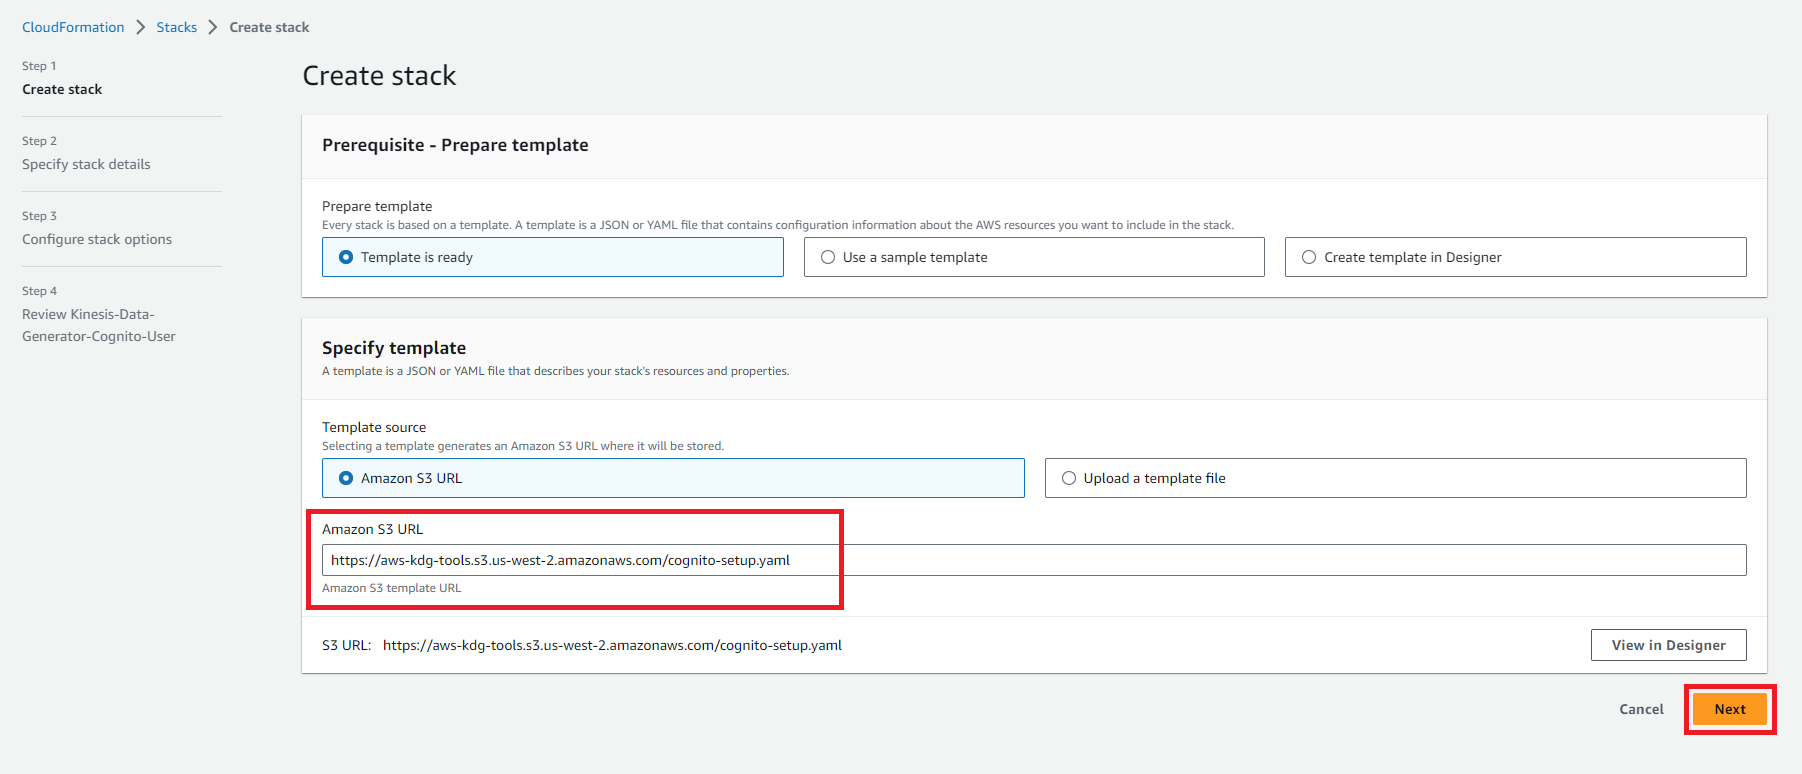 CloudFormation > Stacks > Create stack
Step 1
Create stack
Step 2
Specify stack details
Step 3
Configure stack options
Step 4
Review Kinesis-Data-
Generator-Cognito-User
Create stack
Prerequisite - Prepare template
Prepare template
Every stack is based on a template. A template is a JSON or YAML file that contains configuration information about the AWS resources you want to include in the stack.
Template is ready
Use a sample template
Create template in Designer
Specify template
A template is a JSON or YAML file that describes your stack's resources and properties.
Template source
Selecting a template generates an Amazon S3 URL where it will be stored.
Amazon S3 URL
Upload a template file
Amazon S3 URL
https://aws-kdg-tools.s3.us-west-2.amazonaws.com/cognito-setup.yaml
Amazon S3 template URL
S3 URL: https://aws-kdg-tools.s3.us-west-2.amazonaws.com/cognito-setup.yaml
View in Designer
Cancel
Next